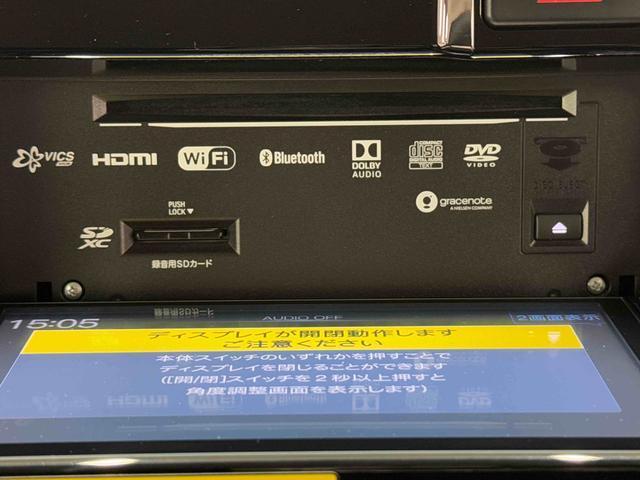 VICS
HDMI
Wi Fi
Bluetooth
DOLBY
AUDIO
COMPACT
disc
DIGITAL AUDIO
TEXT
DVD
VIDEO
gracenote
A NIELSEN COMPANY
PUSH
LOCK▼
SD
XC
録音用SDカード
15:05
AUDIO OFF
2画面表示
ディスプレイが開閉動作します
ご注意ください
本体スイッチのいずれかを押すことで
ディスプレイを閉じることができます
([開/閉]スイッチを2秒以上押すと
角度調整画面を表示します)